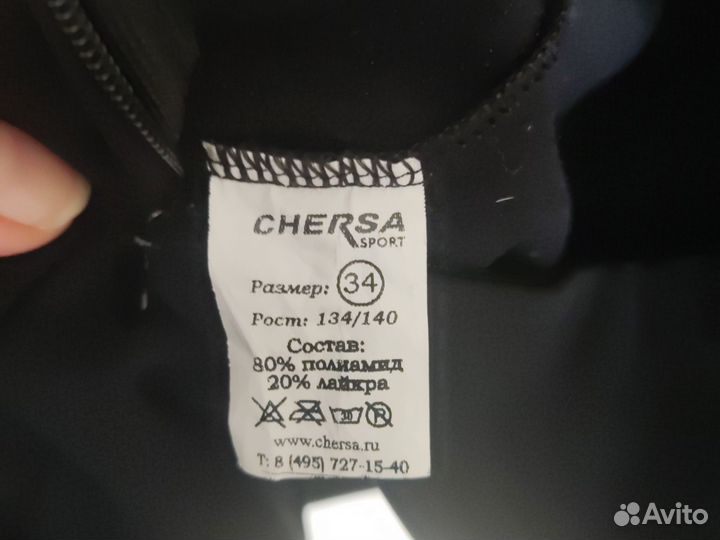 CHERSA
SPORT
Размер: 34
Рост: 134/140
Состав:
80% полиамид
20% лайкра
30 P
www.chersa.ru
Т: 8 (495) 727-15-40
Avito